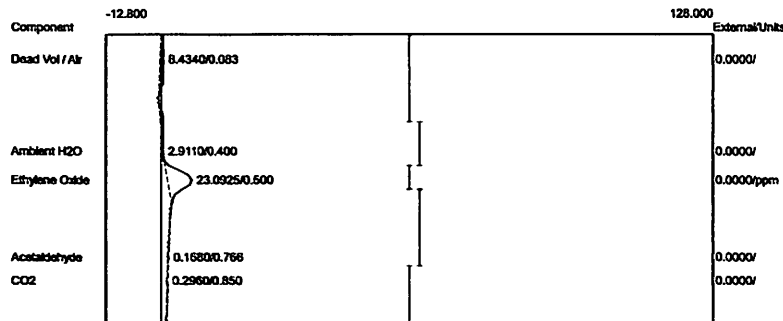 -12.800 128.000
Component External/Units
Dead Vol / Air 8.4340/0.083 0.0000/
Ambient H2O 2.9110/0.400 0.0000/
Ethylene Oxide 23.0925/0.500 0.0000/ppm
Acetaldehyde 0.1680/0.766 0.0000/
CO2 0.2960/0.850 0.0000/